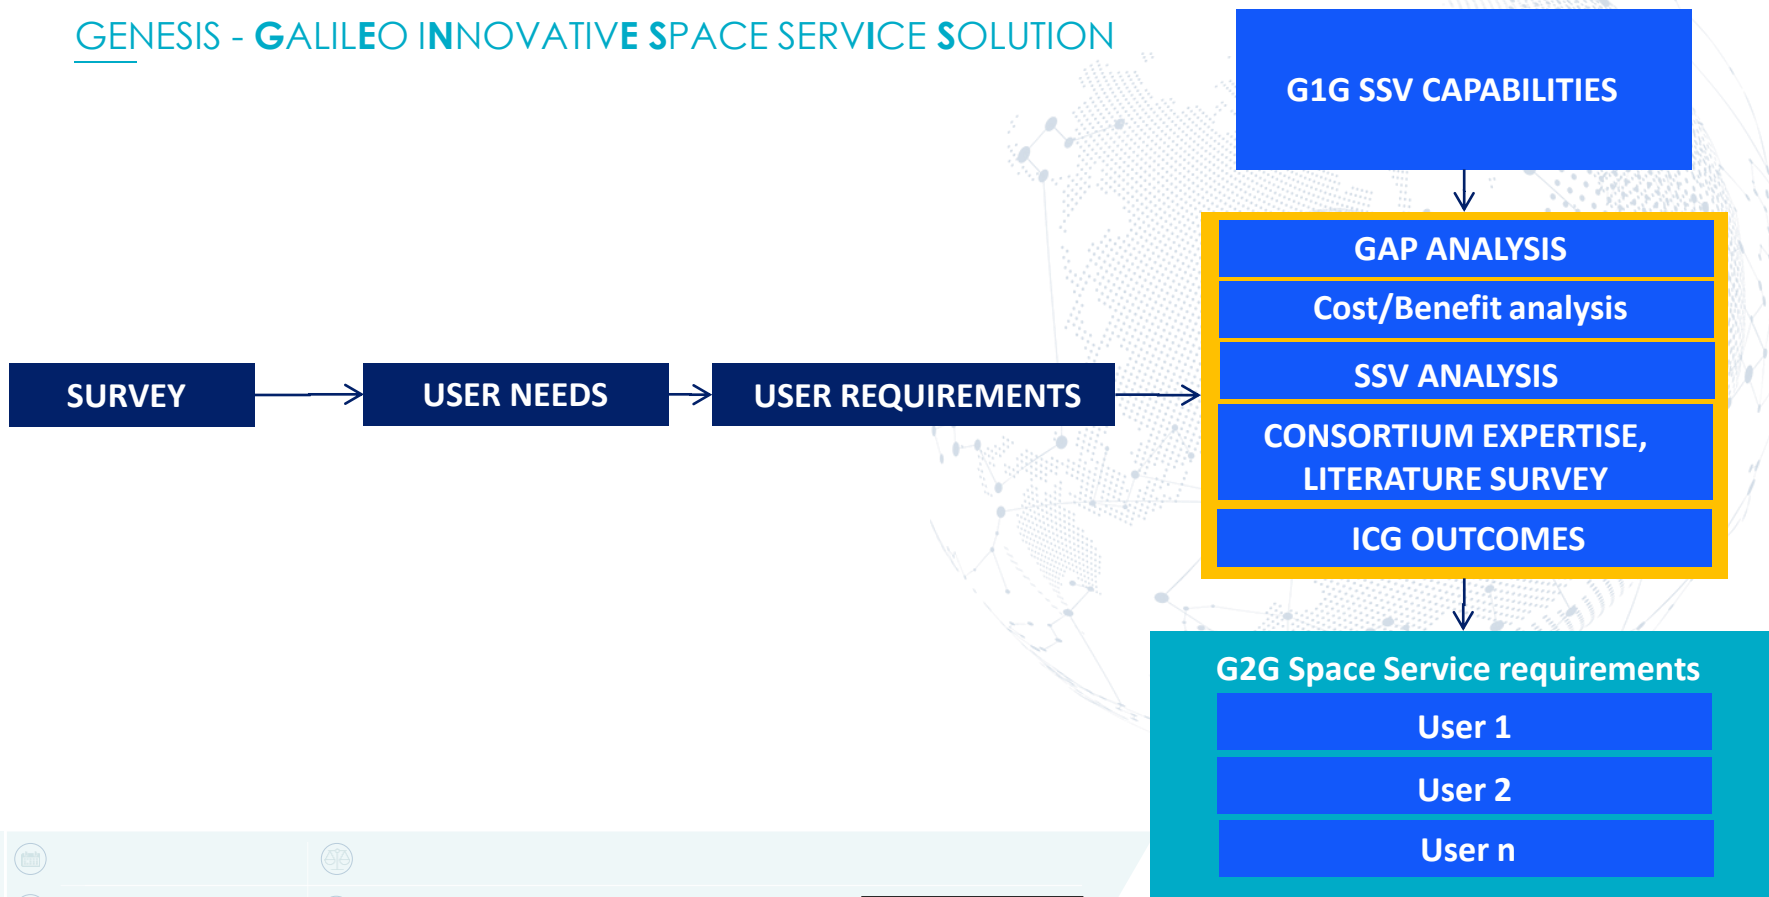 GENESIS - GALILEO INNOVATIVE SPACE SERVICE SOLUTION
G1G SSV CAPABILITIES
GAP ANALYSIS
Cost/Benefit analysis
SSV ANALYSIS
CONSORTIUM EXPERTISE,
LITERATURE SURVEY
ICG OUTCOMES
SURVEY
USER NEEDS
USER REQUIREMENTS
G2G Space Service requirements
User 1
User 2
User n